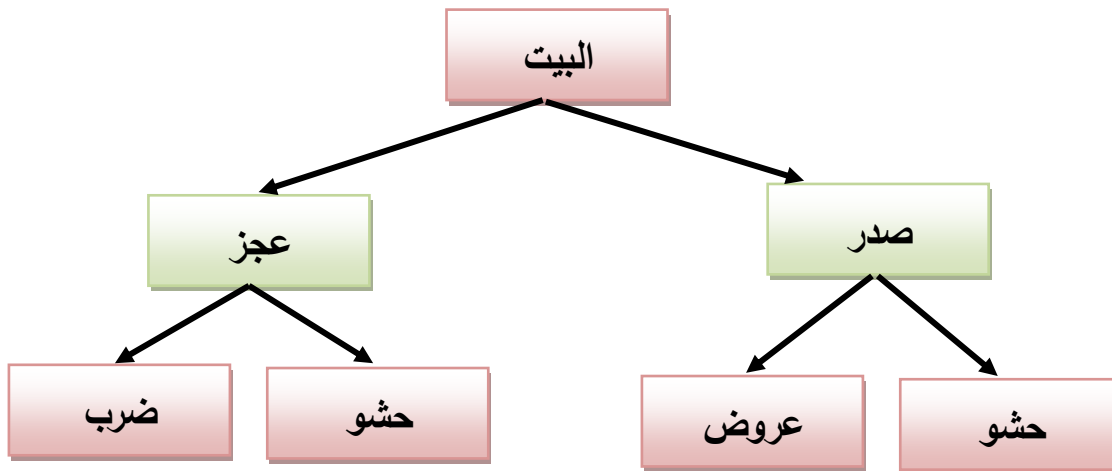 البيت
صدر
عجز
حشو
عروض
حشو
ضرب